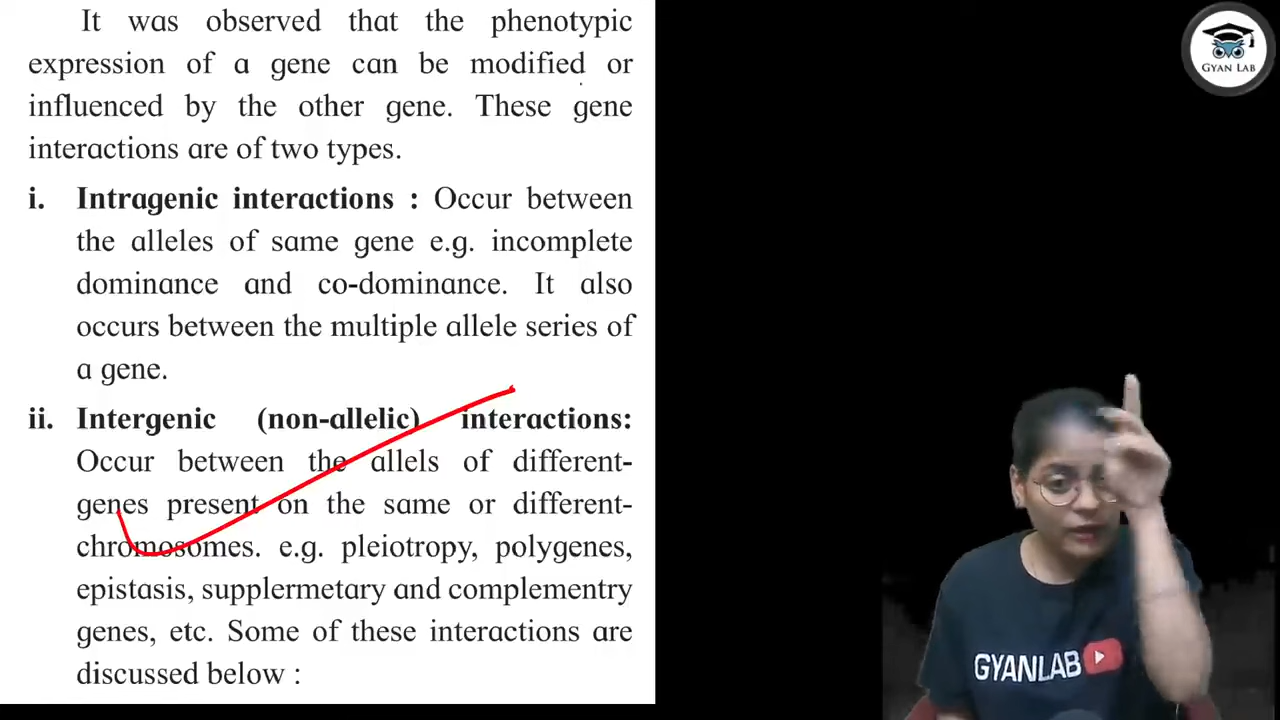 It was observed that the phenotypic
expression of a gene can be modified or
influenced by the other gene. These gene
interactions are of two types.
i. Intragenic interactions : Occur between
the alleles of same gene e.g. incomplete
dominance and co-dominance. It also
occurs between the multiple allele series of
a gene.
ii. Intergenic (non-allelic) interactions:
Occur between the allels of different-
genes present on the same or different-
chromosomes. e.g. pleiotropy, polygenes,
epistasis, supplermetary and complementry
genes, etc. Some of these interactions are
discussed below :
GYAN LAB
GYANLAB